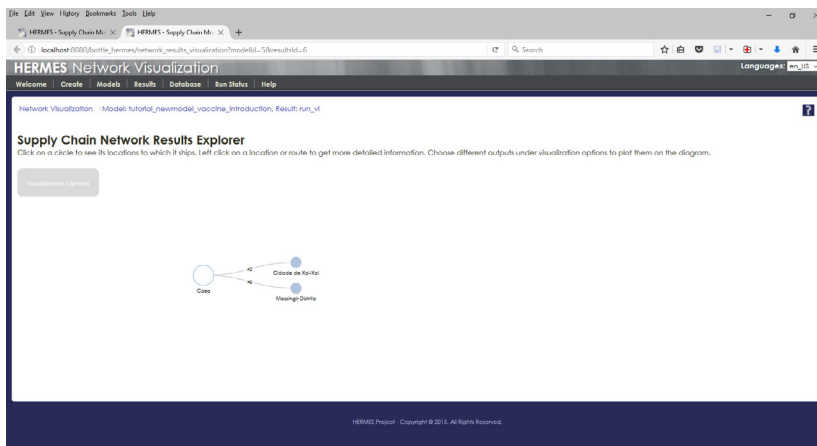 File Edit View History Bookmarks Tools Help
HERMES - Supply Chain Mo
HERMES - Supply Chain Mo
localhost:8080/bottle_hermes/network_results_visualization?modelId=5&resultsId=6
Search
HERMES Network Visualization
Languages: en_US
Welcome Create Models Results Database Run Status Help
Network Visualization Model: tutorial_newmodel_vaccine_introduction, Result: run_vi
?
Supply Chain Network Results Explorer
Click on a circle to see its locations to which it ships. Left click on a location or route to get more detailed information. Choose different outputs under visualization options to plot them on the diagram.
Visualization Options
Cidade de Xai-Xai
Gaza
Massingir Distrito
HERMES Project Copyright © 2015. All Rights Reserved.